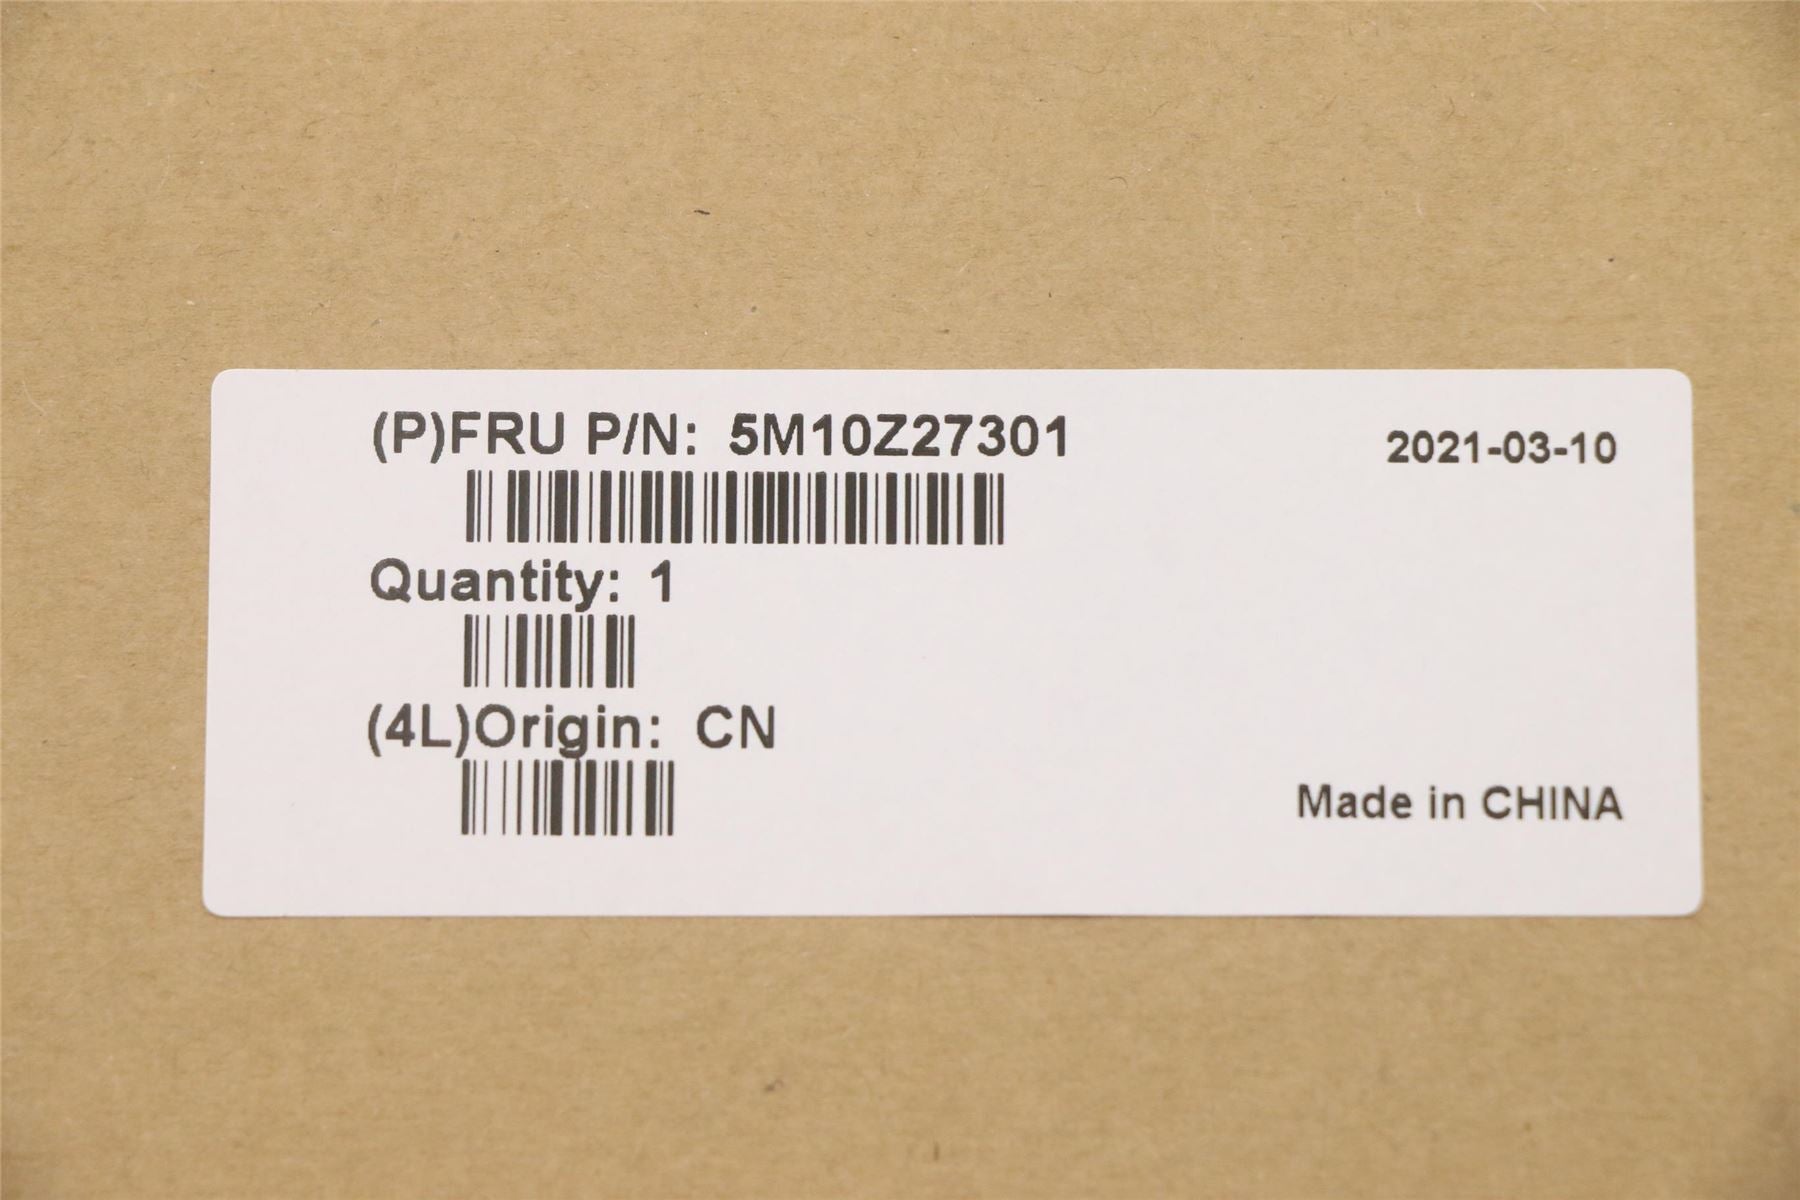 (P)FRU P/N: 5M10Z27301
2021-03-10
Quantity: 1
(4L)Origin: CN
Made in CHINA